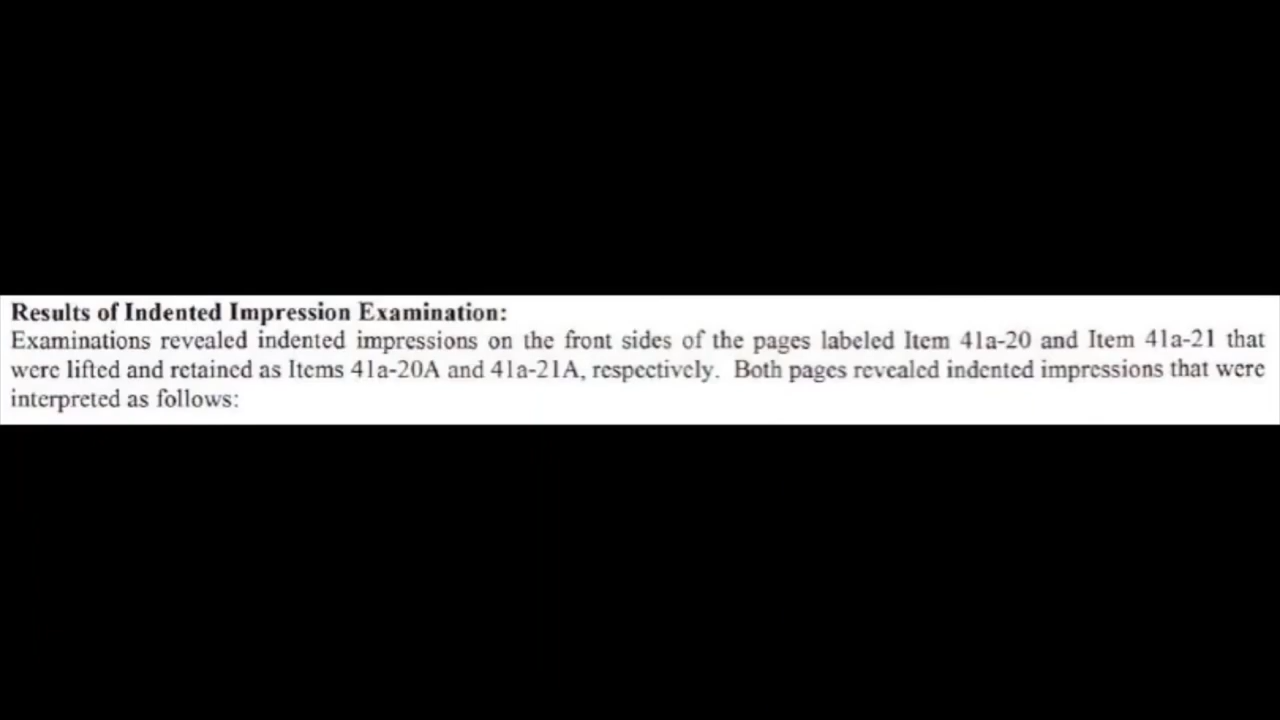 Results of Indented Impression Examination:
Examinations revealed indented impressions on the front sides of the pages labeled Item 41a-20 and Item 41a-21 that
were lifted and retained as Items 41a-20A and 41a-21A, respectively. Both pages revealed indented impressions that were
interpreted as follows: